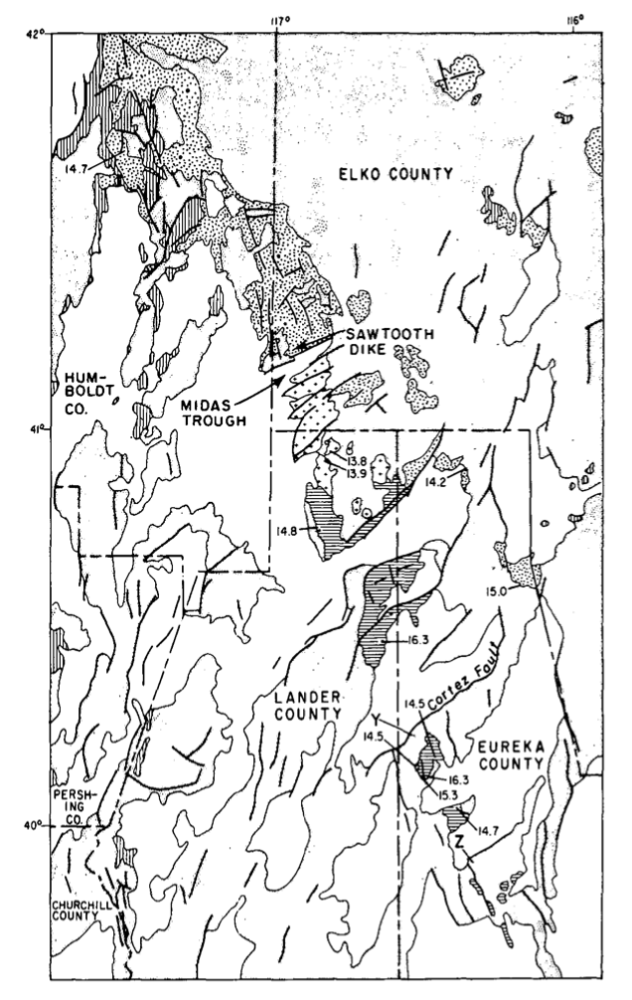 117° 116°
42°
14.7
ELKO COUNTY
SAWTOOTH
DIKE
HUM-
BOLDT
CO.
MIDAS
TROUGH
41°
13.8
13.9
14.2
14.8
15.0
16.3
LANDER
COUNTY
14.5
Cortez Fault
Y
14.5
EUREKA
COUNTY
16.3
15.3
PERSH-
ING
CO.
40°
14.7
Z
CHURCHILL
COUNTY